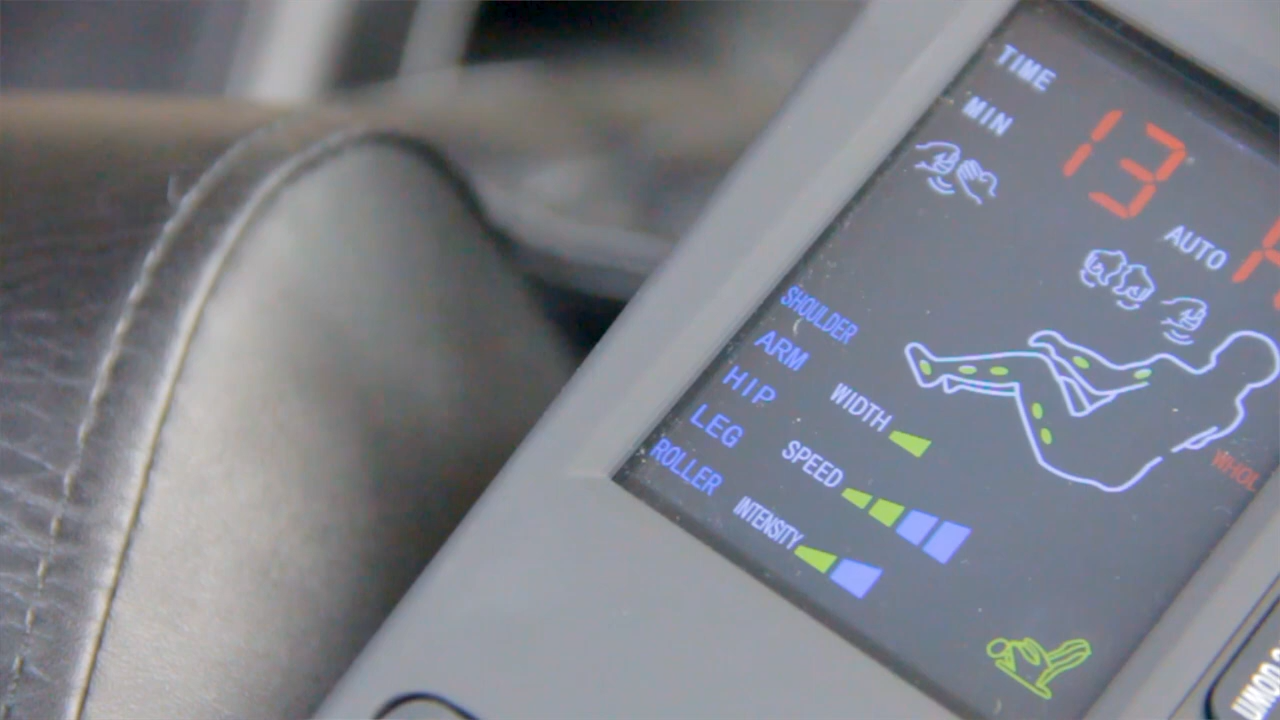 TIME
MIN
13
AUTO
SHOULDER
ARM
HIP
LEG
ROLLER
WIDTH
SPEED
INTENSITY